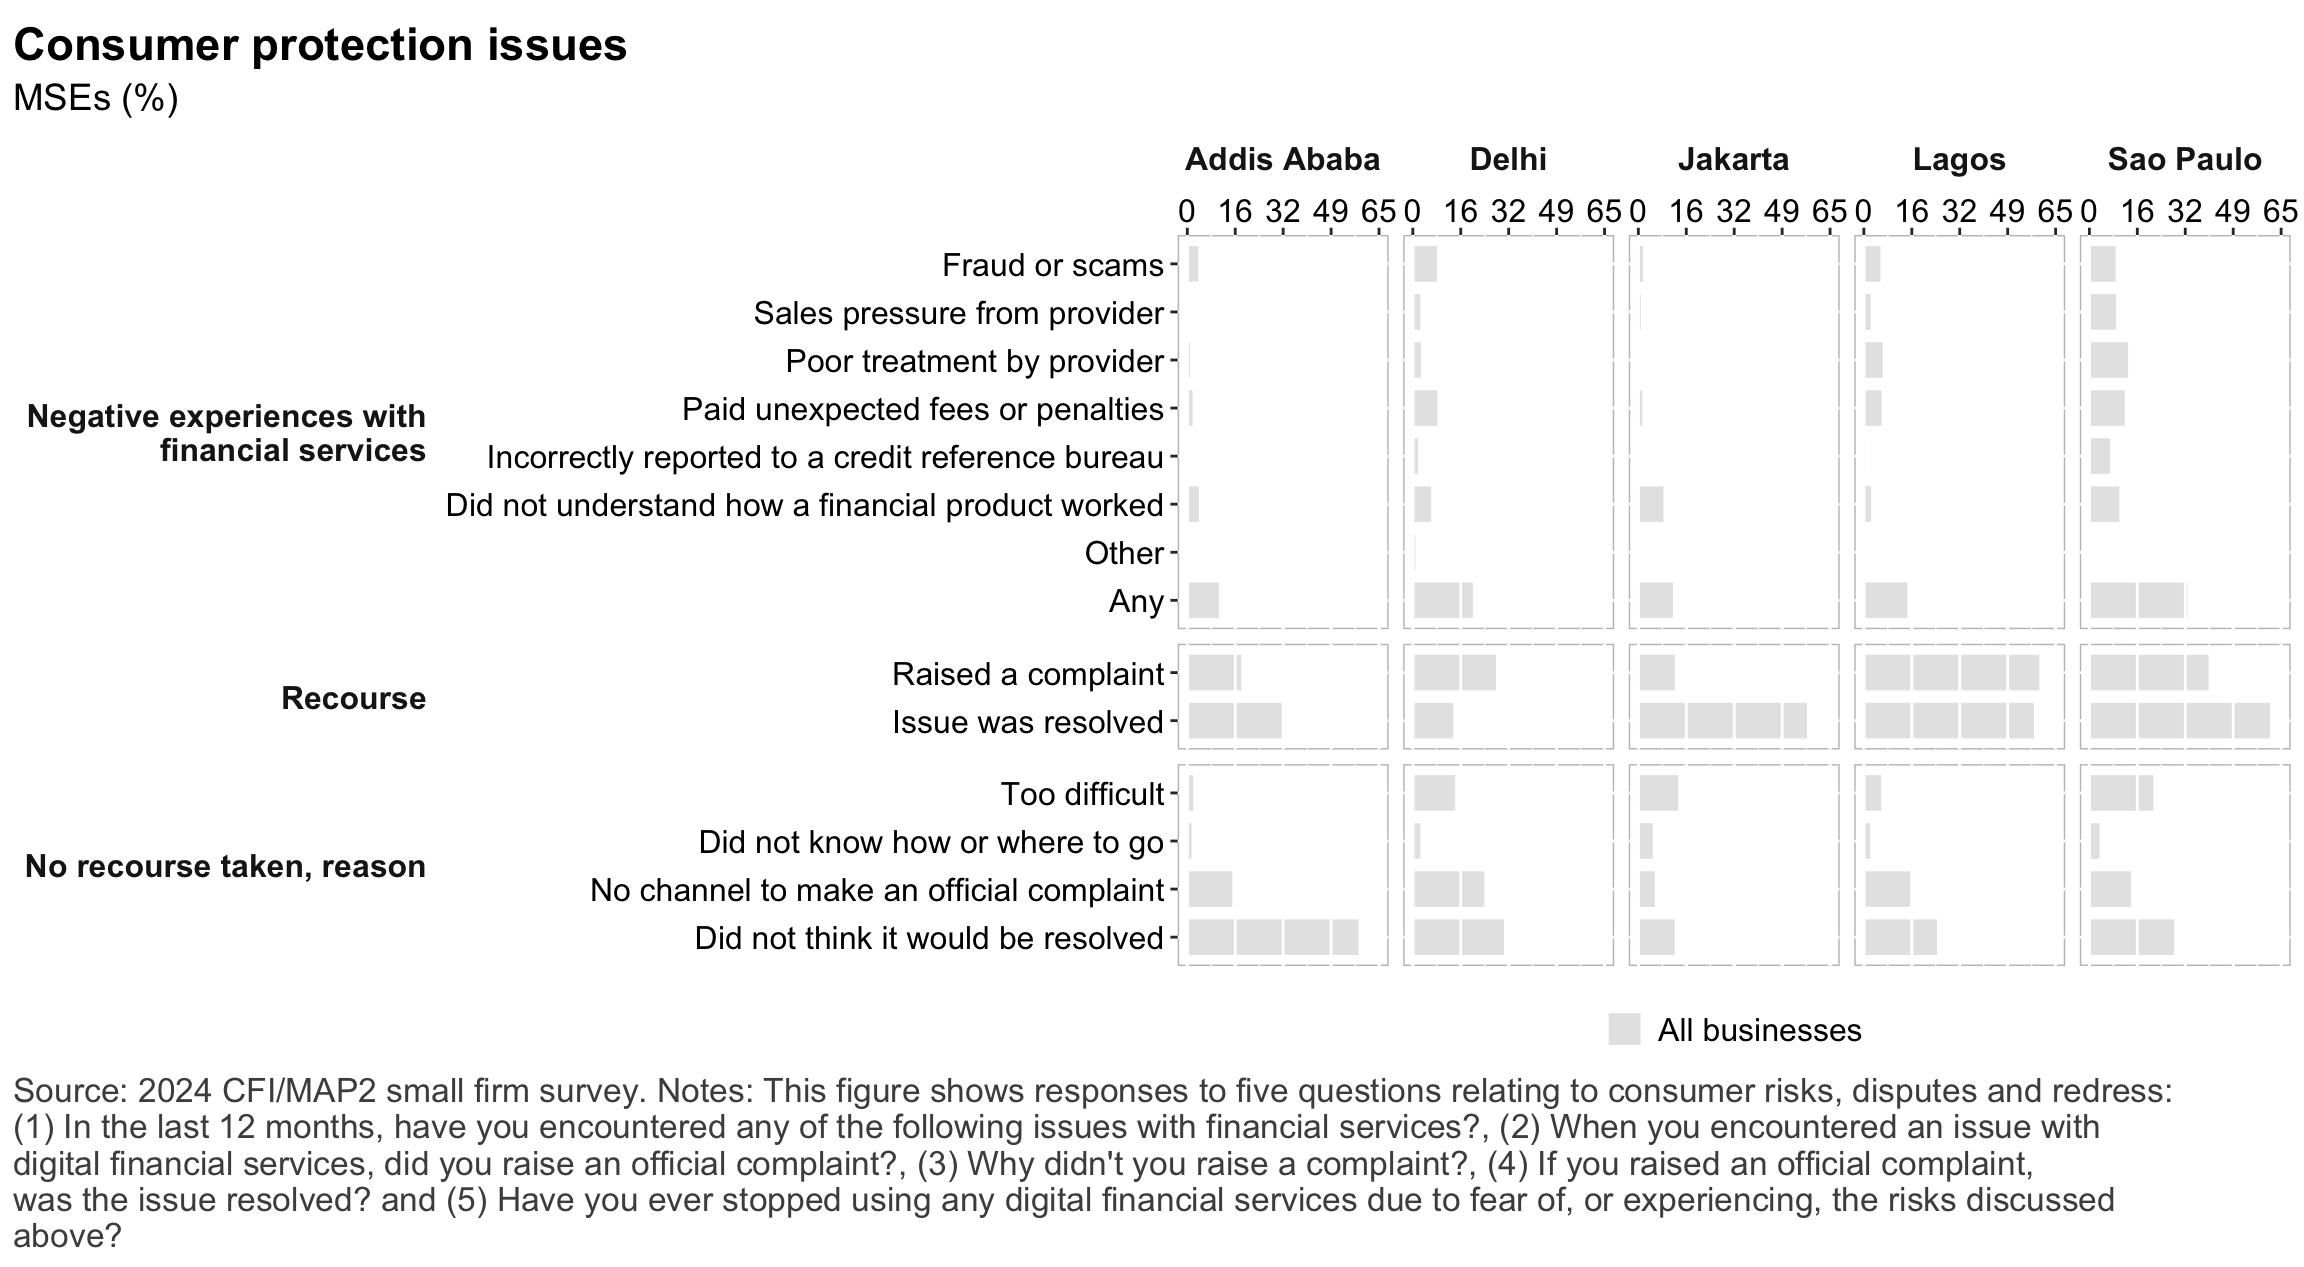 Consumer protection issues
MSEs (%)
Addis Ababa Delhi Jakarta Lagos Sao Paulo
0 16 32 49 65 0 16 32 49 65 0 16 32 49 65 0 16 32 49 65 0 16 32 49 65
Fraud or scams
Sales pressure from provider
Poor treatment by provider
Paid unexpected fees or penalties
Negative experiences with
financial services
Incorrectly reported to a credit reference bureau
Did not understand how a financial product worked
Other
Any
Recourse
Raised a complaint
Issue was resolved
No recourse taken, reason
Too difficult
Did not know how or where to go
No channel to make an official complaint
Did not think it would be resolved
All businesses
Source: 2024 CFI/MAP2 small firm survey. Notes: This figure shows responses to five questions relating to consumer risks, disputes and redress:
(1) In the last 12 months, have you encountered any of the following issues with financial services?, (2) When you encountered an issue with
digital financial services, did you raise an official complaint?, (3) Why didn't you raise a complaint?, (4) If you raised an official complaint,
was the issue resolved? and (5) Have you ever stopped using any digital financial services due to fear of, or experiencing, the risks discussed
above?